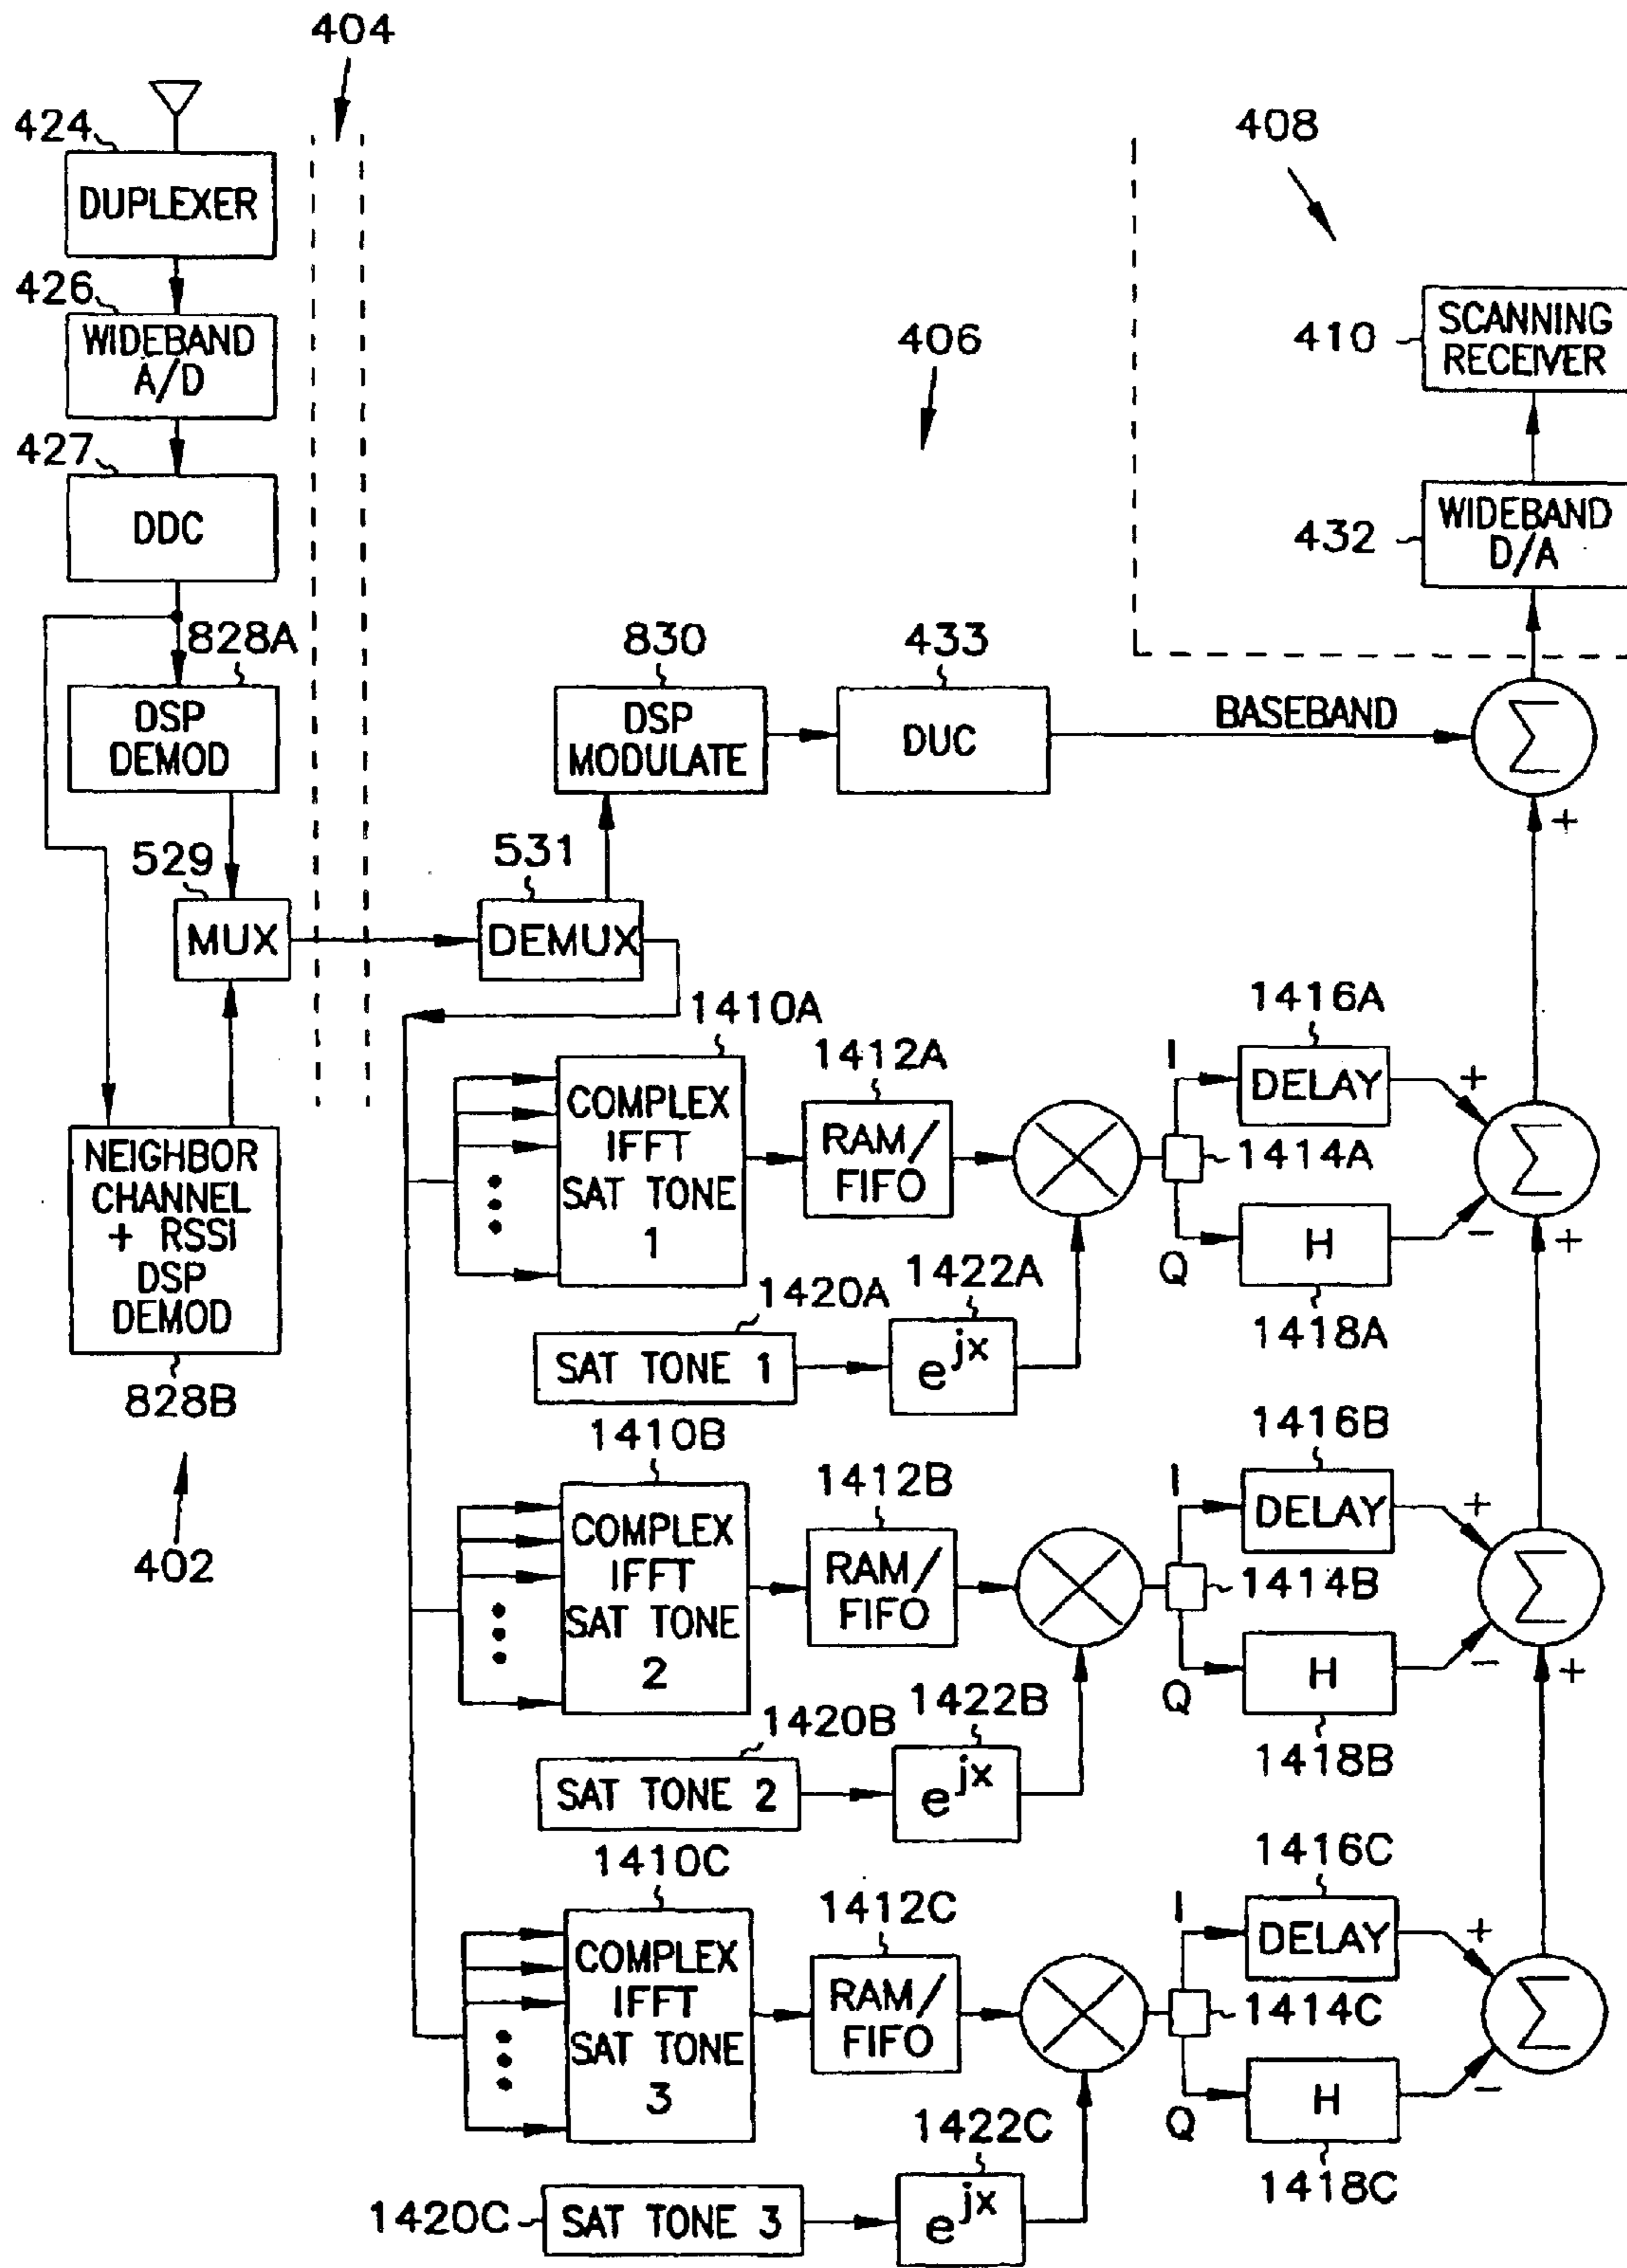 404
424
DUPLEXER
408
426
WIDEBAND
A/D
406
410
SCANNING
RECEIVER
427
DDC
432
WIDEBAND
D/A
828A
DSP
DEMOD
830
DSP
MODULATE
433
DUC
BASEBAND
Σ
+
529
MUX
531
DEMUX
NEIGHBOR
CHANNEL
+ RSSI
DSP
DEMOD
828B
402
1410A
COMPLEX
IFFT
SAT TONE
1
1412A
RAM/
FIFO
I
Q
1416A
DELAY
1414A
H
1418A
+
−
Σ
+
1420A
SAT TONE 1
1422A
e^jx
1410B
COMPLEX
IFFT
SAT TONE
2
1412B
RAM/
FIFO
I
Q
1416B
DELAY
1414B
H
1418B
+
−
Σ
+
1420B
SAT TONE 2
1422B
e^jx
1410C
COMPLEX
IFFT
SAT TONE
3
1412C
RAM/
FIFO
I
Q
1416C
DELAY
1414C
H
1418C
+
−
Σ
1420C
SAT TONE 3
1422C
e^jx